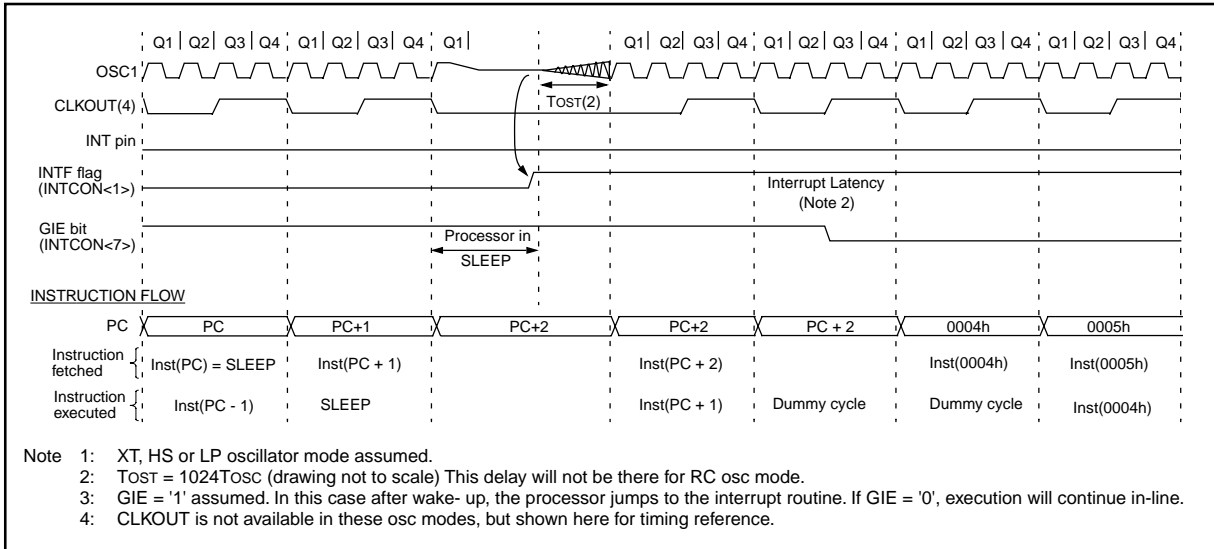 Q1 Q2 Q3 Q4 Q1 Q2 Q3 Q4 Q1 Q1 Q2 Q3 Q4 Q1 Q2 Q3 Q4 Q1 Q2 Q3 Q4 Q1 Q2 Q3 Q4
OSC1
TOST(2)
CLKOUT(4)
INT pin
INTF flag
(INTCON<1>)
Interrupt Latency
(Note 2)
GIE bit
(INTCON<7>)
Processor in
SLEEP
INSTRUCTION FLOW
PC PC PC+1 PC+2 PC+2 PC + 2 0004h 0005h
Instruction
fetched
Inst(PC) = SLEEP Inst(PC + 1) Inst(PC + 2) Inst(0004h) Inst(0005h)
Instruction
executed
Inst(PC - 1) SLEEP Inst(PC + 1) Dummy cycle Dummy cycle Inst(0004h)
Note 1: XT, HS or LP oscillator mode assumed.
2: TOST = 1024TOSC (drawing not to scale) This delay will not be there for RC osc mode.
3: GIE = '1' assumed. In this case after wake- up, the processor jumps to the interrupt routine. If GIE = '0', execution will continue in-line.
4: CLKOUT is not available in these osc modes, but shown here for timing reference.